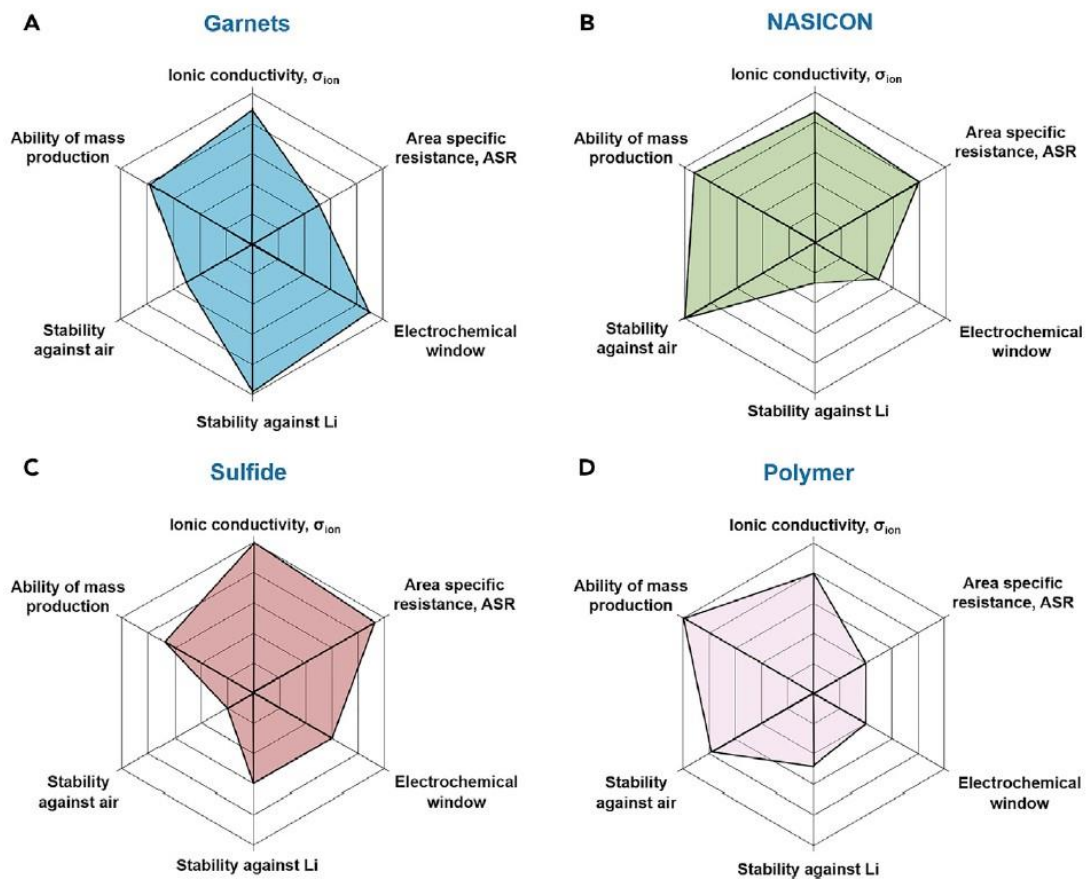 A
Garnets
Ionic conductivity, σion
Ability of mass
production
Area specific
resistance, ASR
Stability
against air
Electrochemical
window
Stability against Li
B
NASICON
Ionic conductivity, σion
Ability of mass
production
Area specific
resistance, ASR
Stability
against air
Electrochemical
window
Stability against Li
C
Sulfide
Ionic conductivity, σion
Ability of mass
production
Area specific
resistance, ASR
Stability
against air
Electrochemical
window
Stability against Li
D
Polymer
Ionic conductivity, σion
Ability of mass
production
Area specific
resistance, ASR
Stability
against air
Electrochemical
window
Stability against Li